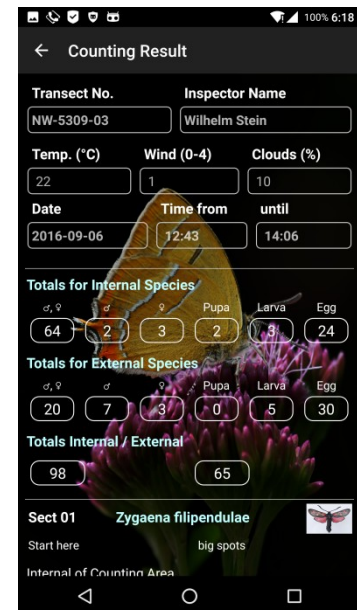 100% 6:18
Counting Result
Transect No. Inspector Name
NW-5309-03 Wilhelm Stein
Temp. (°C) Wind (0-4) Clouds (%)
22 1 10
Date Time from until
2016-09-06 12:43 14:06
Totals for Internal Species
♂, ♀ ♂ ♀ Pupa Larva Egg
64 2 3 2 3 24
Totals for External Species
♂, ♀ ♂ ♀ Pupa Larva Egg
20 7 3 0 5 30
Totals Internal / External
98 65
Sect 01 Zygaena filipendulae
Start here big spots
Internal of Counting Area